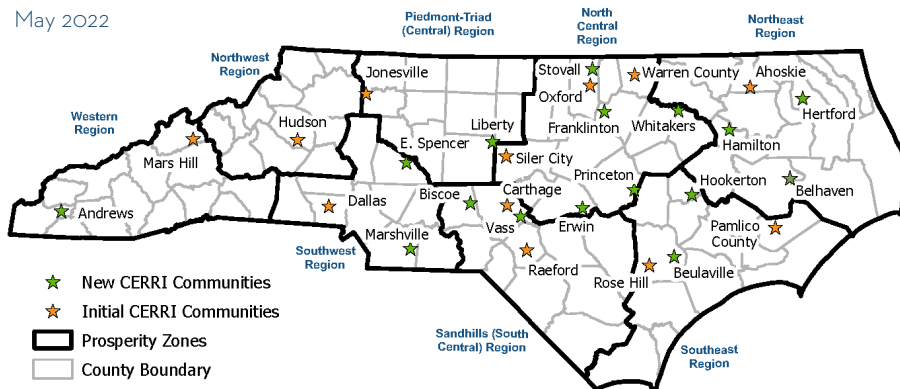 May 2022
Piedmont-Triad
(Central) Region
North
Central
Region
Northeast
Region
Northwest
Region
Western
Region
Jonesville
Stovall
Oxford
Warren County
Ahoskie
Hertford
Hudson
Liberty
Franklinton
Whitakers
Hamilton
Mars Hill
E. Spencer
Siler City
Princeton
Hookerton
Belhaven
Andrews
Dallas
Biscoe
Carthage
Vass
Erwin
Pamlico
County
Marshville
Southwest
Region
Raeford
Rose Hill
Beulaville
New CERRI Communities
Initial CERRI Communities
Prosperity Zones
County Boundary
Sandhills (South
Central) Region
Southeast
Region